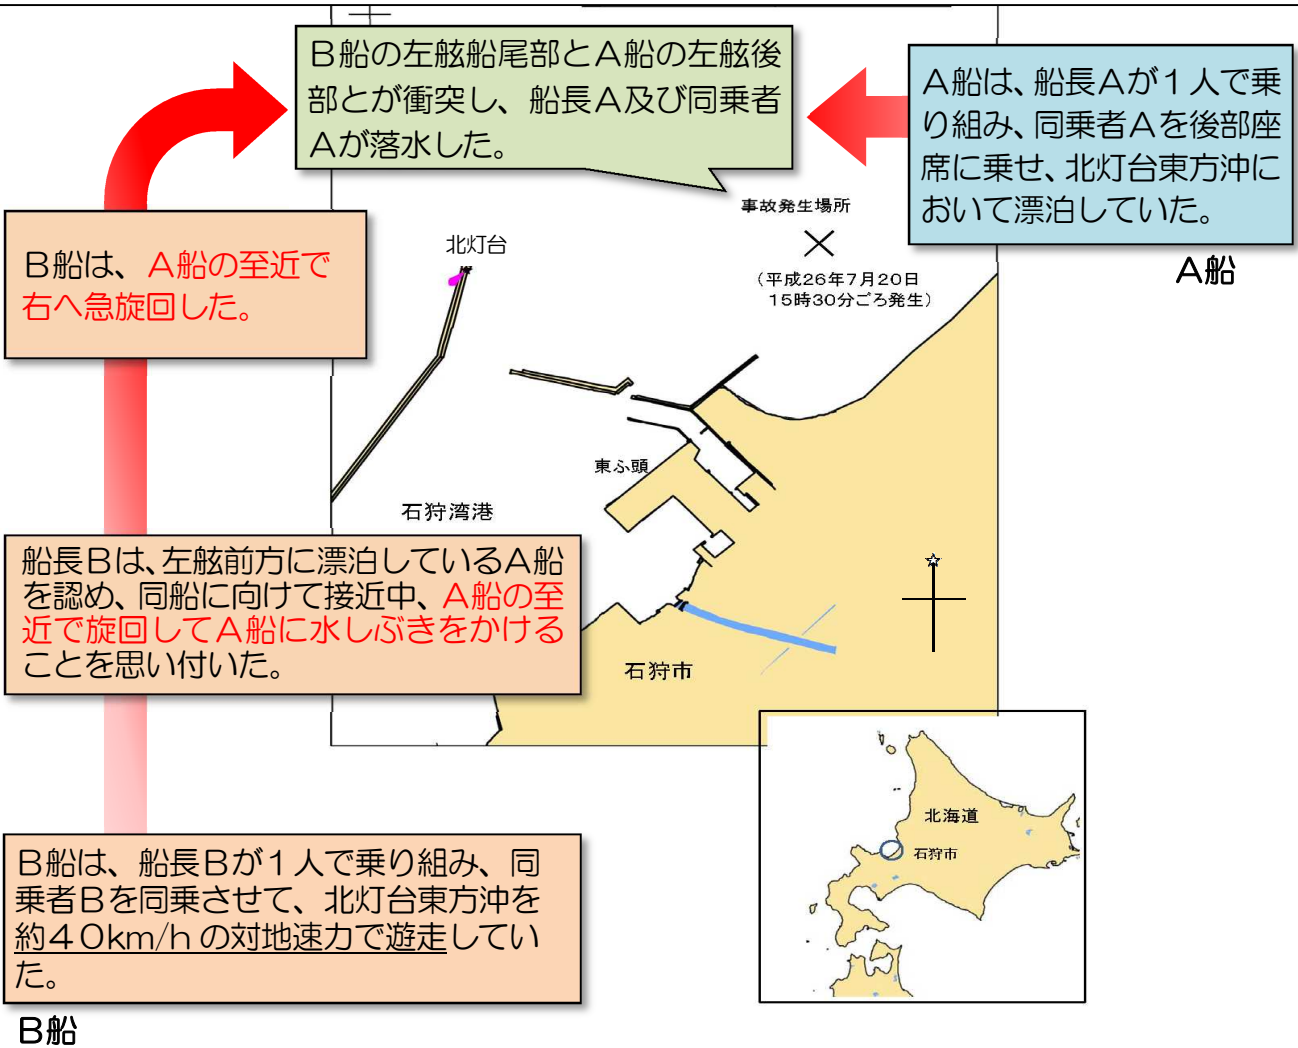 B船の左舷船尾部とA船の左舷後
部とが衝突し、船長A及び同乗者
Aが落水した。
A船は、船長Aが1人で乗
り組み、同乗者Aを後部座
席に乗せ、北灯台東方沖に
おいて漂泊していた。
A船
事故発生場所
(平成26年7月20日
15時30分ごろ発生)
北灯台
B船は、A船の至近で
右へ急旋回した。
東ふ頭
石狩湾港
船長Bは、左舷前方に漂泊しているA船
を認め、同船に向けて接近中、A船の至
近で旋回してA船に水しぶきをかける
ことを思い付いた。
石狩市
北海道
石狩市
B船は、船長Bが1人で乗り組み、同
乗者Bを同乗させて、北灯台東方沖を
約40km/hの対地速力で遊走してい
た。
B船